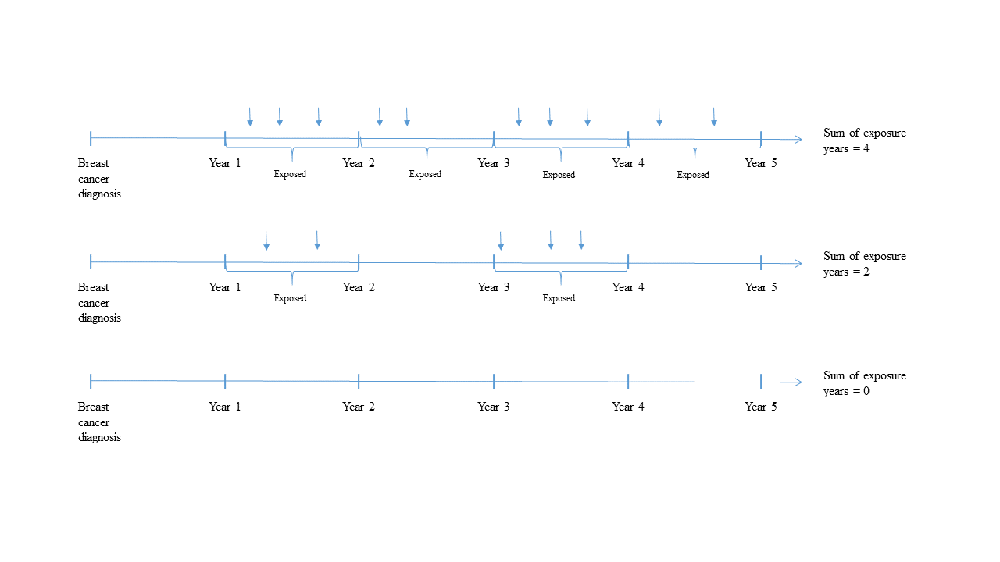 Sum of exposure
years = 4
Breast
cancer
diagnosis
Year 1
Year 2
Year 3
Year 4
Year 5
Exposed
Exposed
Exposed
Exposed
Sum of exposure
years = 2
Breast
cancer
diagnosis
Year 1
Year 2
Year 3
Year 4
Year 5
Exposed
Exposed
Sum of exposure
years = 0
Breast
cancer
diagnosis
Year 1
Year 2
Year 3
Year 4
Year 5